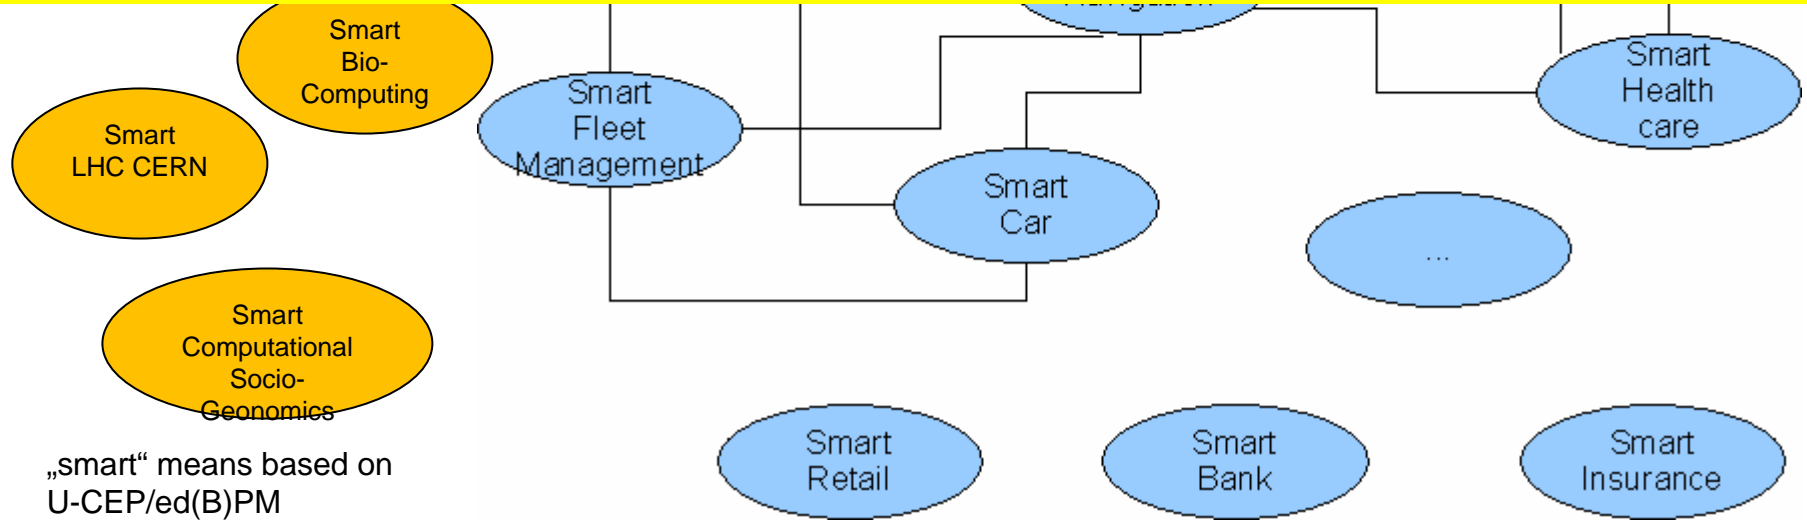 Smart
Bio-
Computing
Smart
LHC CERN
Smart
Computational
Socio-
Geonomics
„smart“ means based on
U-CEP/ed(B)PM
Smart
Fleet
Management
Smart
Car
Smart
Health
care
...
Smart
Retail
Smart
Bank
Smart
Insurance